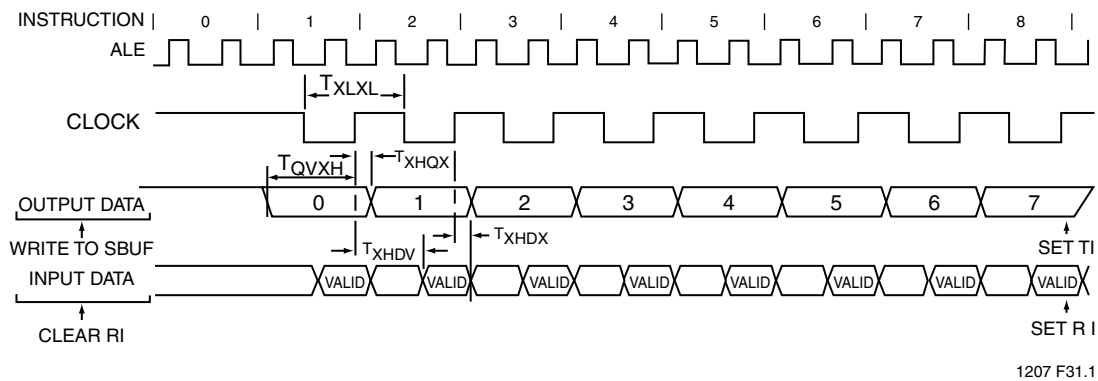 INSTRUCTION | 0 | 1 | 2 | 3 | 4 | 5 | 6 | 7 | 8 |
ALE
TXLXL
CLOCK
TQVXH
TXHQX
OUTPUT DATA
0 1 2 3 4 5 6 7
WRITE TO SBUF
TXHDV
TXHDX
SET TI
INPUT DATA
VALID VALID VALID VALID VALID VALID VALID VALID
CLEAR RI
SET R I
1207 F31.1